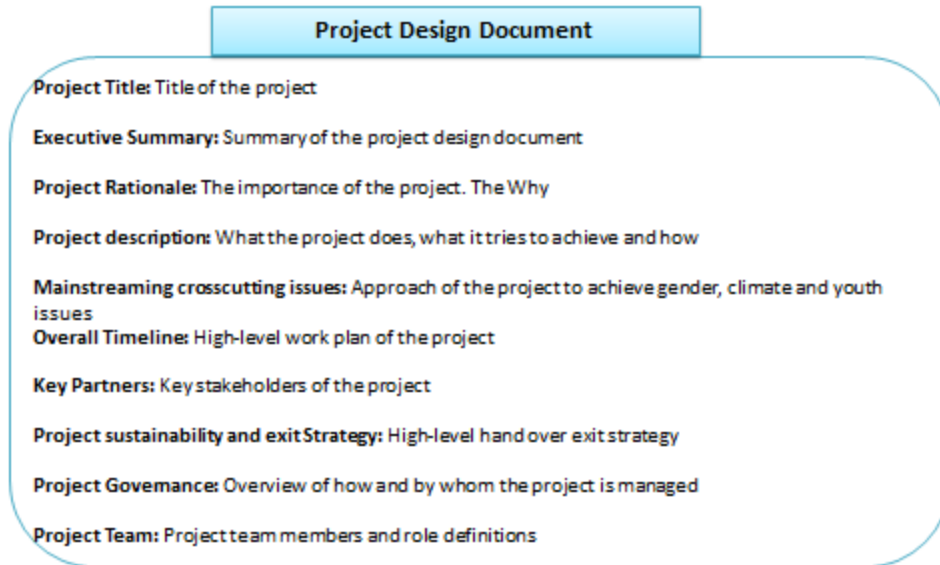 Project Design Document
Project Title: Title of the project
Executive Summary: Summary of the project design document
Project Rationale: The importance of the project. The Why
Project description: What the project does, what it tries to achieve and how
Mainstreaming crosscutting issues: Approach of the project to achieve gender, climate and youth
issues
Overall Timeline: High-level work plan of the project
Key Partners: Key stakeholders of the project
Project sustainability and exit Strategy: High-level hand over exit strategy
Project Governance: Overview of how and by whom the project is managed
Project Team: Project team members and role definitions